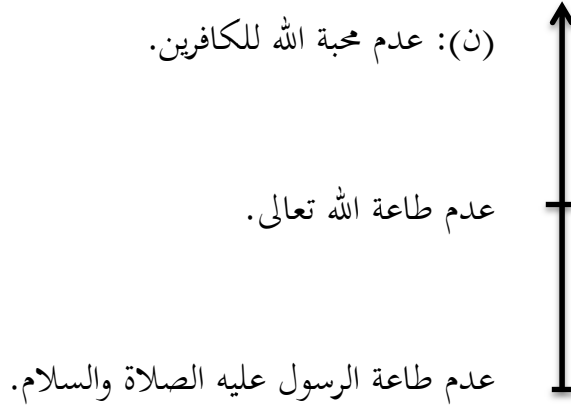 (ن): عدم محبة الله للكافرين.
عدم طاعة الله تعالى.
عدم طاعة الرسول عليه الصلاة والسلام.